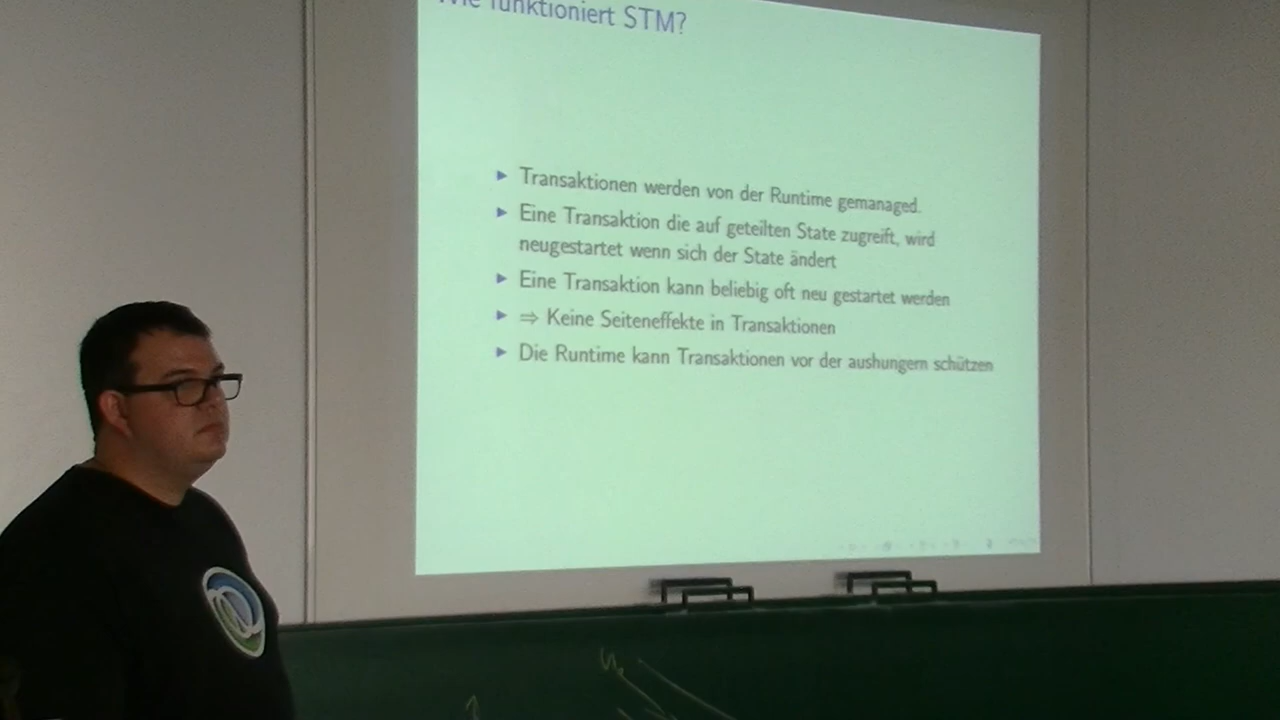 Wie funktioniert STM?
Transaktionen werden von der Runtime gemanaged.
Eine Transaktion die auf geteilten State zugreift, wird
neugestartet wenn sich der State ändert
Eine Transaktion kann beliebig oft neu gestartet werden
⇒ Keine Seiteneffekte in Transaktionen
Die Runtime kann Transaktionen vor der aushungern schützen